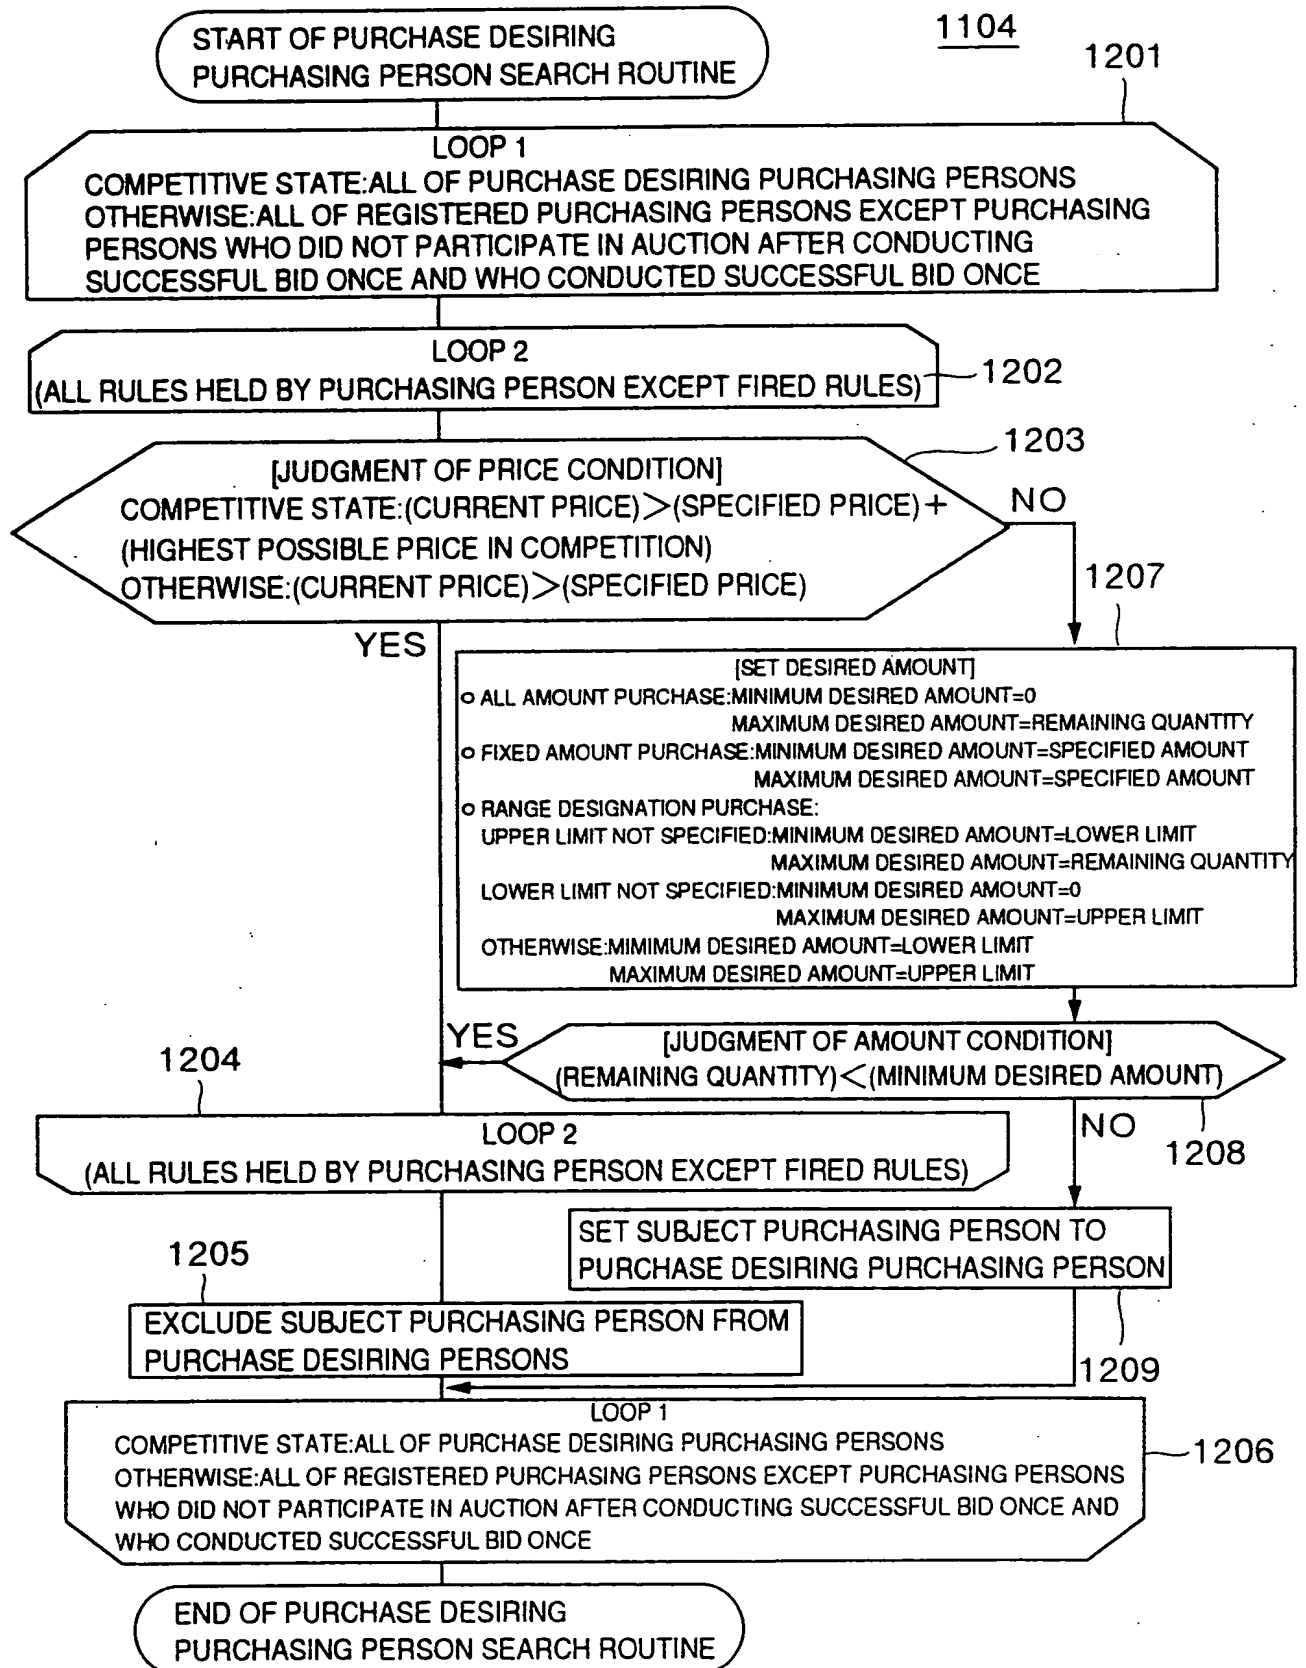 START OF PURCHASE DESIRING
PURCHASING PERSON SEARCH ROUTINE
1104
1201
LOOP 1
COMPETITIVE STATE:ALL OF PURCHASE DESIRING PURCHASING PERSONS
OTHERWISE:ALL OF REGISTERED PURCHASING PERSONS EXCEPT PURCHASING
PERSONS WHO DID NOT PARTICIPATE IN AUCTION AFTER CONDUCTING
SUCCESSFUL BID ONCE AND WHO CONDUCTED SUCCESSFUL BID ONCE
LOOP 2
(ALL RULES HELD BY PURCHASING PERSON EXCEPT FIRED RULES)
1202
1203
[JUDGMENT OF PRICE CONDITION]
COMPETITIVE STATE:(CURRENT PRICE)>(SPECIFIED PRICE)+
(HIGHEST POSSIBLE PRICE IN COMPETITION)
OTHERWISE:(CURRENT PRICE)>(SPECIFIED PRICE)
NO
YES
1207
[SET DESIRED AMOUNT]
o ALL AMOUNT PURCHASE:MINIMUM DESIRED AMOUNT=0
MAXIMUM DESIRED AMOUNT=REMAINING QUANTITY
o FIXED AMOUNT PURCHASE:MINIMUM DESIRED AMOUNT=SPECIFIED AMOUNT
MAXIMUM DESIRED AMOUNT=SPECIFIED AMOUNT
o RANGE DESIGNATION PURCHASE:
UPPER LIMIT NOT SPECIFIED:MINIMUM DESIRED AMOUNT=LOWER LIMIT
MAXIMUM DESIRED AMOUNT=REMAINING QUANTITY
LOWER LIMIT NOT SPECIFIED:MINIMUM DESIRED AMOUNT=0
MAXIMUM DESIRED AMOUNT=UPPER LIMIT
OTHERWISE:MIMIMUM DESIRED AMOUNT=LOWER LIMIT
MAXIMUM DESIRED AMOUNT=UPPER LIMIT
YES
[JUDGMENT OF AMOUNT CONDITION]
(REMAINING QUANTITY)<(MINIMUM DESIRED AMOUNT)
NO
1208
1204
LOOP 2
(ALL RULES HELD BY PURCHASING PERSON EXCEPT FIRED RULES)
SET SUBJECT PURCHASING PERSON TO
PURCHASE DESIRING PURCHASING PERSON
1209
1205
EXCLUDE SUBJECT PURCHASING PERSON FROM
PURCHASE DESIRING PERSONS
LOOP 1
COMPETITIVE STATE:ALL OF PURCHASE DESIRING PURCHASING PERSONS
OTHERWISE:ALL OF REGISTERED PURCHASING PERSONS EXCEPT PURCHASING PERSONS
WHO DID NOT PARTICIPATE IN AUCTION AFTER CONDUCTING SUCCESSFUL BID ONCE AND
WHO CONDUCTED SUCCESSFUL BID ONCE
1206
END OF PURCHASE DESIRING
PURCHASING PERSON SEARCH ROUTINE